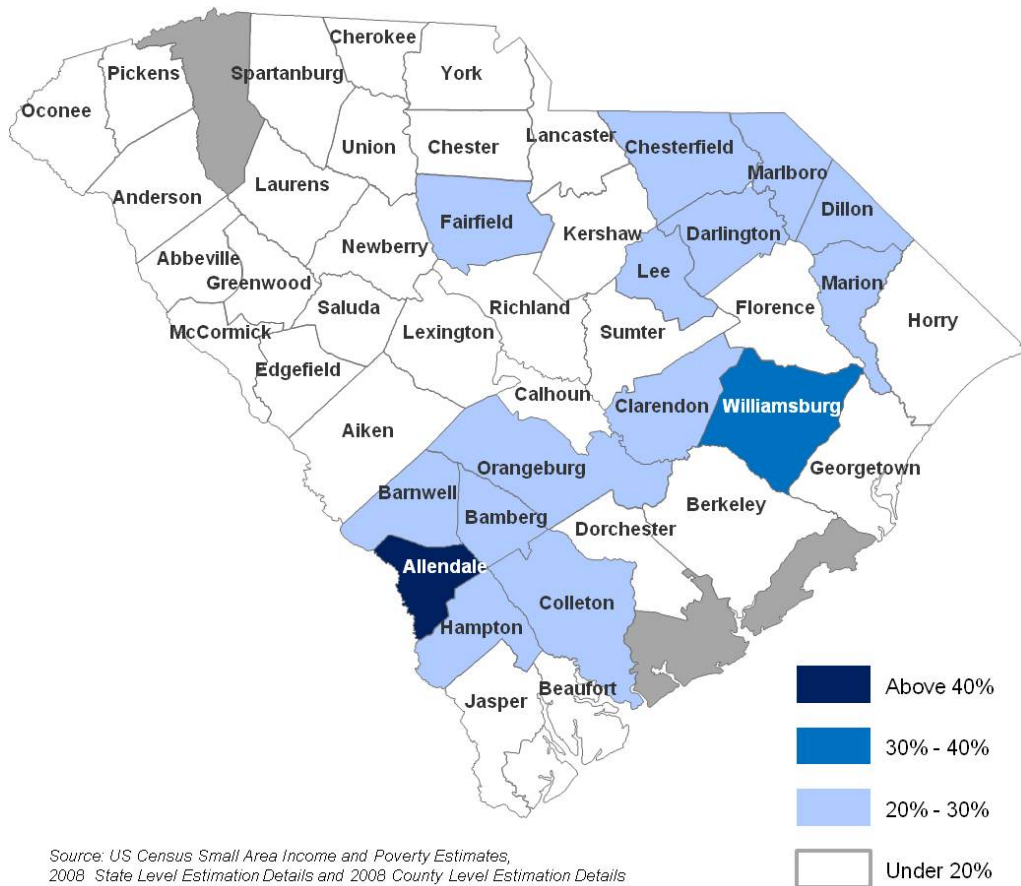 Cherokee
Pickens
Spartanburg
York
Oconee
Union
Chester
Lancaster
Chesterfield
Marlboro
Anderson
Laurens
Dillon
Fairfield
Kershaw
Darlington
Newberry
Abbeville
Lee
Greenwood
Marion
Saluda
Richland
Florence
McCormick
Lexington
Sumter
Horry
Edgefield
Calhoun
Clarendon
Williamsburg
Aiken
Orangeburg
Georgetown
Barnwell
Berkeley
Bamberg
Dorchester
Allendale
Colleton
Hampton
Beaufort
Jasper
Above 40%
30% - 40%
20% - 30%
Under 20%
Source: US Census Small Area Income and Poverty Estimates,
2008 State Level Estimation Details and 2008 County Level Estimation Details